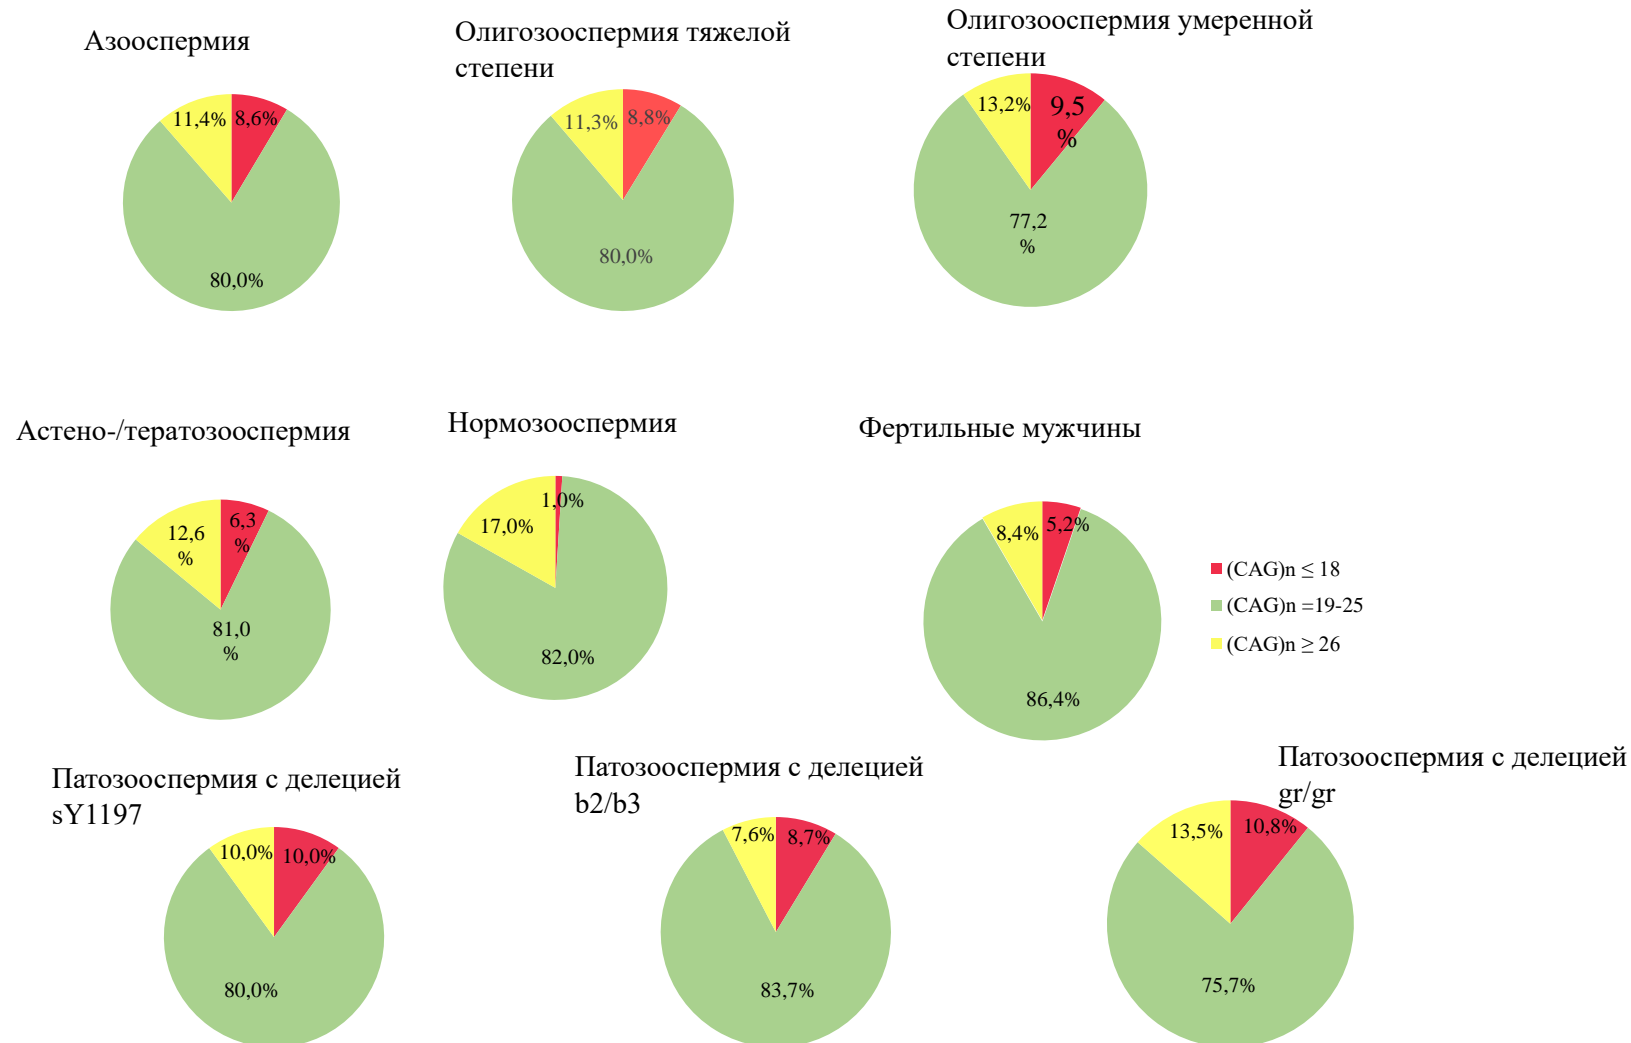 Азооспермия
11,4%
8,6%
80,0%
Олигозооспермия тяжелой
степени
11,3%
8,8%
80,0%
Олигозооспермия умеренной
степени
13,2%
9,5
%
77,2
%
Астено-/тератозооспермия
12,6
%
6,3
%
81,0
%
Нормозооспермия
1,0%
17,0%
82,0%
Фертильные мужчины
8,4%
5,2%
86,4%
(CAG)n ≤ 18
(CAG)n =19-25
(CAG)n ≥ 26
Патозооспермия с делецией
sY1197
10,0%
10,0%
80,0%
Патозооспермия с делецией
b2/b3
7,6%
8,7%
83,7%
Патозооспермия с делецией
gr/gr
13,5%
10,8%
75,7%